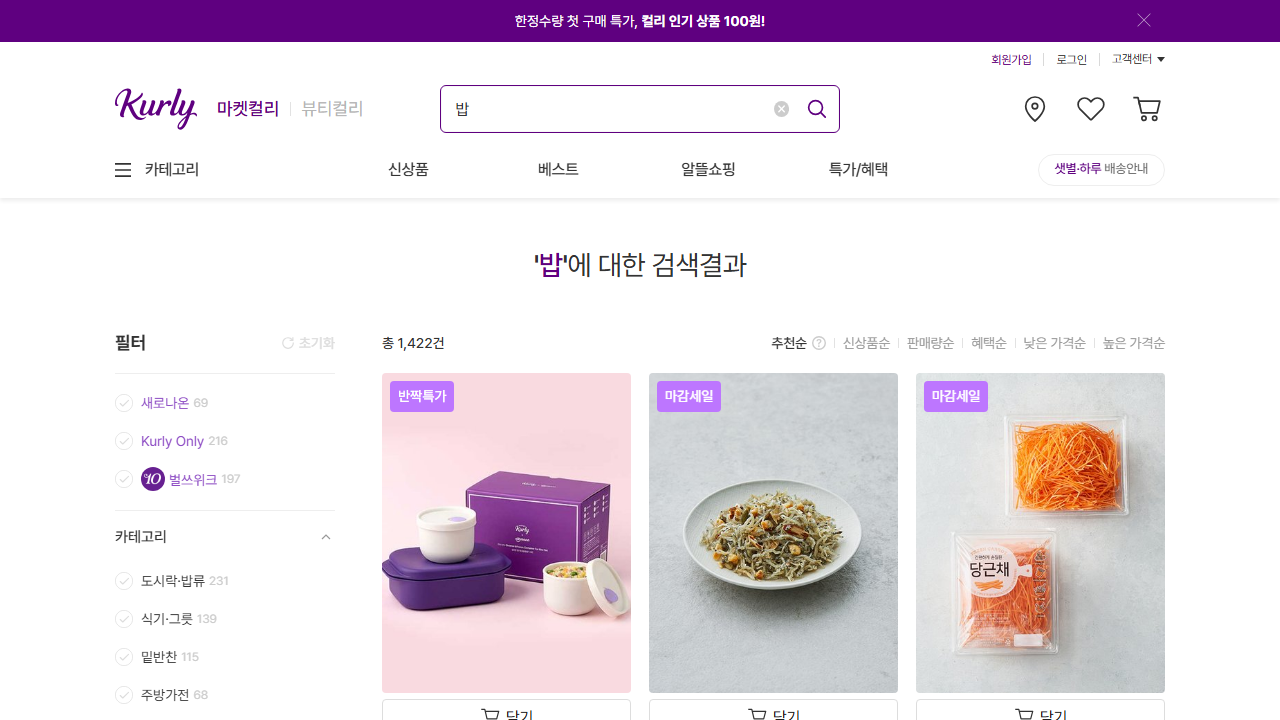 한정수량 첫 구매 특가, 컬리 인기 상품 100원!
회원가입 로그인 고객센터
Kurly 마켓컬리 뷰티컬리
밥
카테고리 신상품 베스트 알뜰쇼핑 특가/혜택 샛별·하루 배송안내
'밥'에 대한 검색결과
필터 초기화
총 1,422건 추천순 신상품순 판매량순 혜택순 낮은 가격순 높은 가격순
새로나온 69
Kurly Only 216
10 벌쓰위크 197
카테고리
도시락·밥류 231
식기·그릇 139
밑반찬 115
주방가전 68
반짝특가
Kurly
담기
마감세일
담기
마감세일
당근채
담기